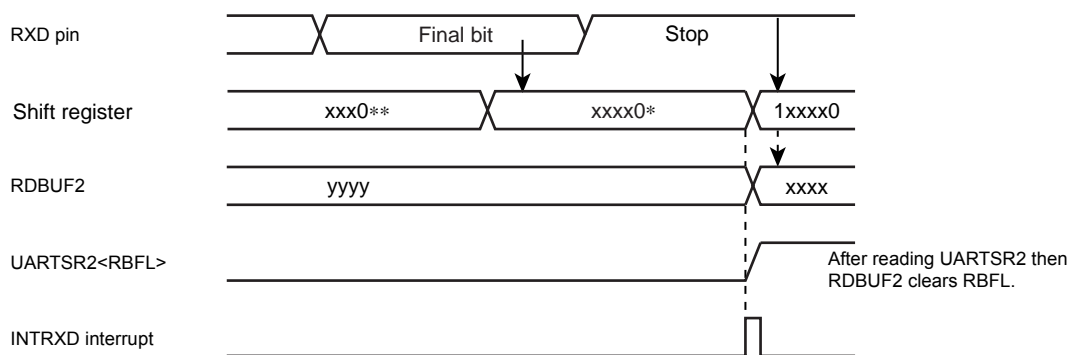 RXD pin Final bit Stop
Shift register xxx0** xxxx0* 1xxxx0
RDBUF2 yyyy xxxx
UARTSR2<RBFL> After reading UARTSR2 then
RDBUF2 clears RBFL.
INTRXD interrupt